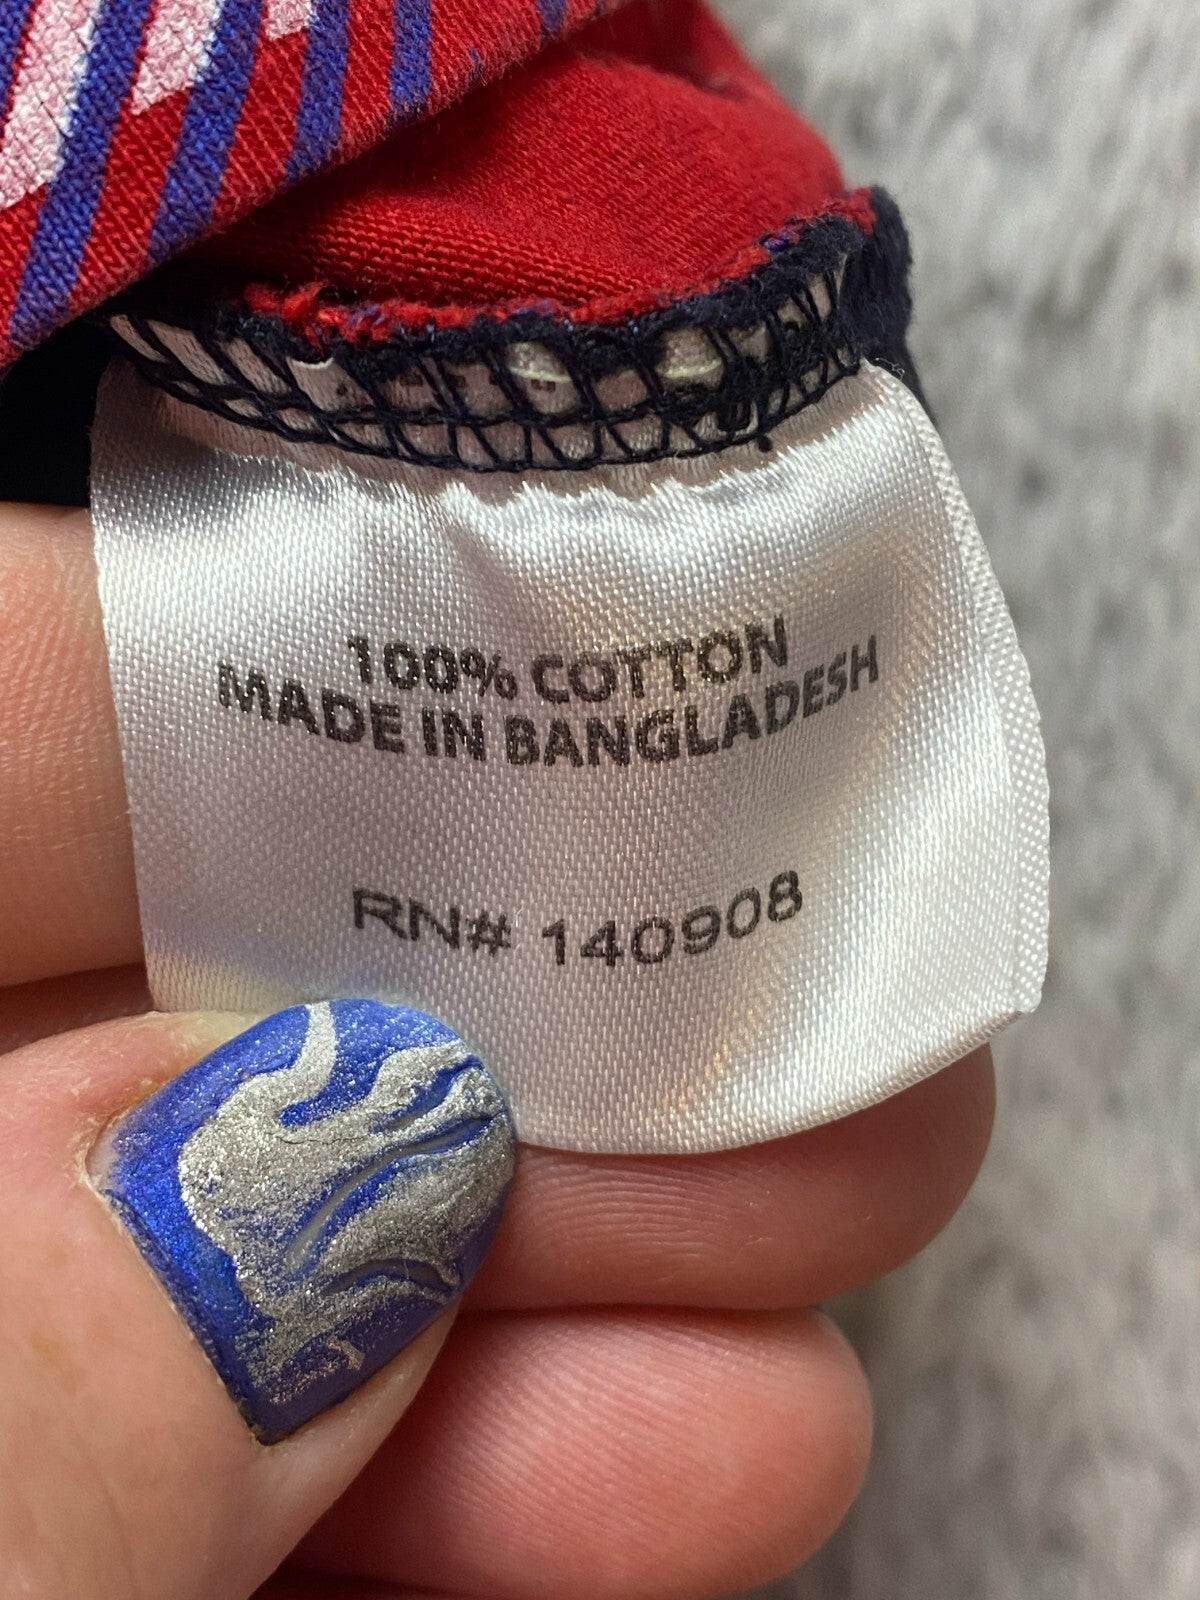 100% COTTON
MADE IN BANGLADESH
RN# 140908